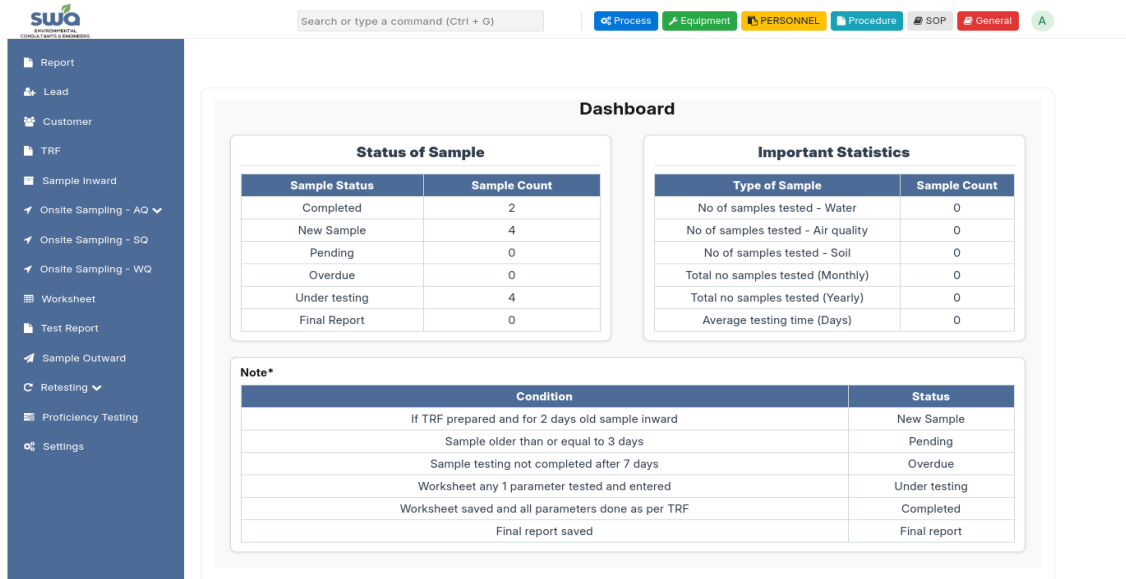 swa
ENVIRONMENTAL
CONSULTANTS & ENGINEERS
Search or type a command (Ctrl + G)
Process
Equipment
PERSONNEL
Procedure
SOP
General
A
Report
Lead
Customer
TRF
Sample Inward
Onsite Sampling - AQ
Onsite Sampling - SQ
Onsite Sampling - WQ
Worksheet
Test Report
Sample Outward
Retesting
Proficiency Testing
Settings
Dashboard
Status of Sample
Sample Status Sample Count
Completed 2
New Sample 4
Pending 0
Overdue 0
Under testing 4
Final Report 0
Important Statistics
Type of Sample Sample Count
No of samples tested - Water 0
No of samples tested - Air quality 0
No of samples tested - Soil 0
Total no samples tested (Monthly) 0
Total no samples tested (Yearly) 0
Average testing time (Days) 0
Note*
Condition Status
If TRF prepared and for 2 days old sample inward New Sample
Sample older than or equal to 3 days Pending
Sample testing not completed after 7 days Overdue
Worksheet any 1 parameter tested and entered Under testing
Worksheet saved and all parameters done as per TRF Completed
Final report saved Final report